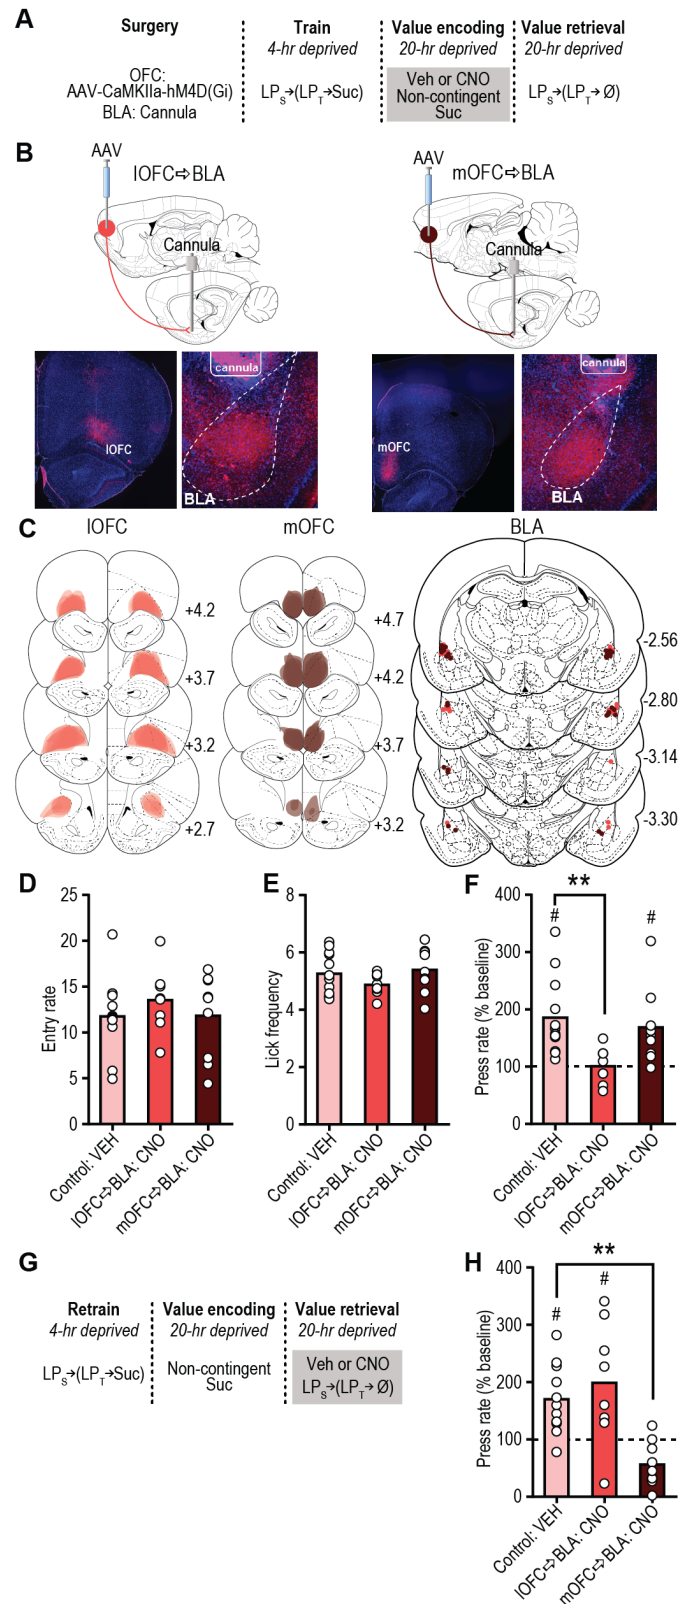 A
Surgery
Train
Value encoding
Value retrieval
4-hr deprived
20-hr deprived
20-hr deprived
OFC:
AAV-CaMKIIa-hM4D(Gi)
BLA: Cannula
LPS→(LPT→Suc)
Veh or CNO
Non-contingent
Suc
LPS→(LPT→ Ø)
B
AAV
lOFC⇨BLA
Cannula
AAV
mOFC⇨BLA
Cannula
lOFC
cannula
BLA
mOFC
cannula
BLA
C
lOFC
mOFC
BLA
+4.2
+3.7
+3.2
+2.7
+4.7
+4.2
+3.7
+3.2
-2.56
-2.80
-3.14
-3.30
D
Entry rate
25
20
15
10
5
0
Control: VEH
lOFC⇨BLA: CNO
mOFC⇨BLA: CNO
E
Lick frequency
8
6
4
2
0
Control: VEH
lOFC⇨BLA: CNO
mOFC⇨BLA: CNO
F
Press rate (% baseline)
400
300
200
100
0
**
#
#
Control: VEH
lOFC⇨BLA: CNO
mOFC⇨BLA: CNO
G
Retrain
Value encoding
Value retrieval
4-hr deprived
20-hr deprived
20-hr deprived
LPS→(LPT→Suc)
Non-contingent
Suc
Veh or CNO
LPS→(LPT→ Ø)
H
Press rate (% baseline)
400
300
200
100
0
**
#
#
Control: VEH
lOFC⇨BLA: CNO
mOFC⇨BLA: CNO